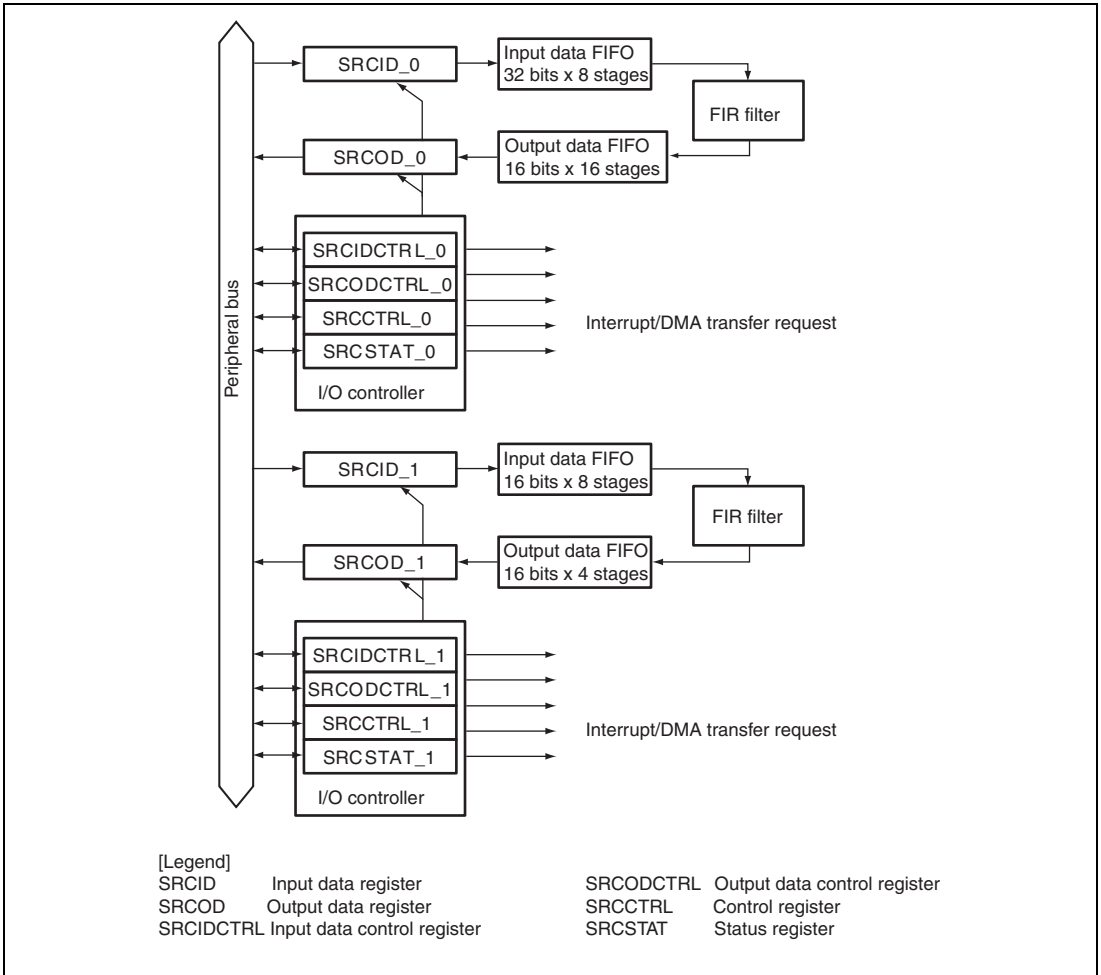 SRCID_0
Input data FIFO
32 bits x 8 stages
FIR filter
SRCOD_0
Output data FIFO
16 bits x 16 stages
Peripheral bus
SRCIDCTRL_0
SRCODCTRL_0
SRCCTRL_0
SRCSTAT_0
I/O controller
Interrupt/DMA transfer request
SRCID_1
Input data FIFO
16 bits x 8 stages
FIR filter
SRCOD_1
Output data FIFO
16 bits x 4 stages
SRCIDCTRL_1
SRCODCTRL_1
SRCCTRL_1
SRCSTAT_1
I/O controller
Interrupt/DMA transfer request
[Legend]
SRCID Input data register
SRCOD Output data register
SRCIDCTRL Input data control register
SRCODCTRL Output data control register
SRCCTRL Control register
SRCSTAT Status register